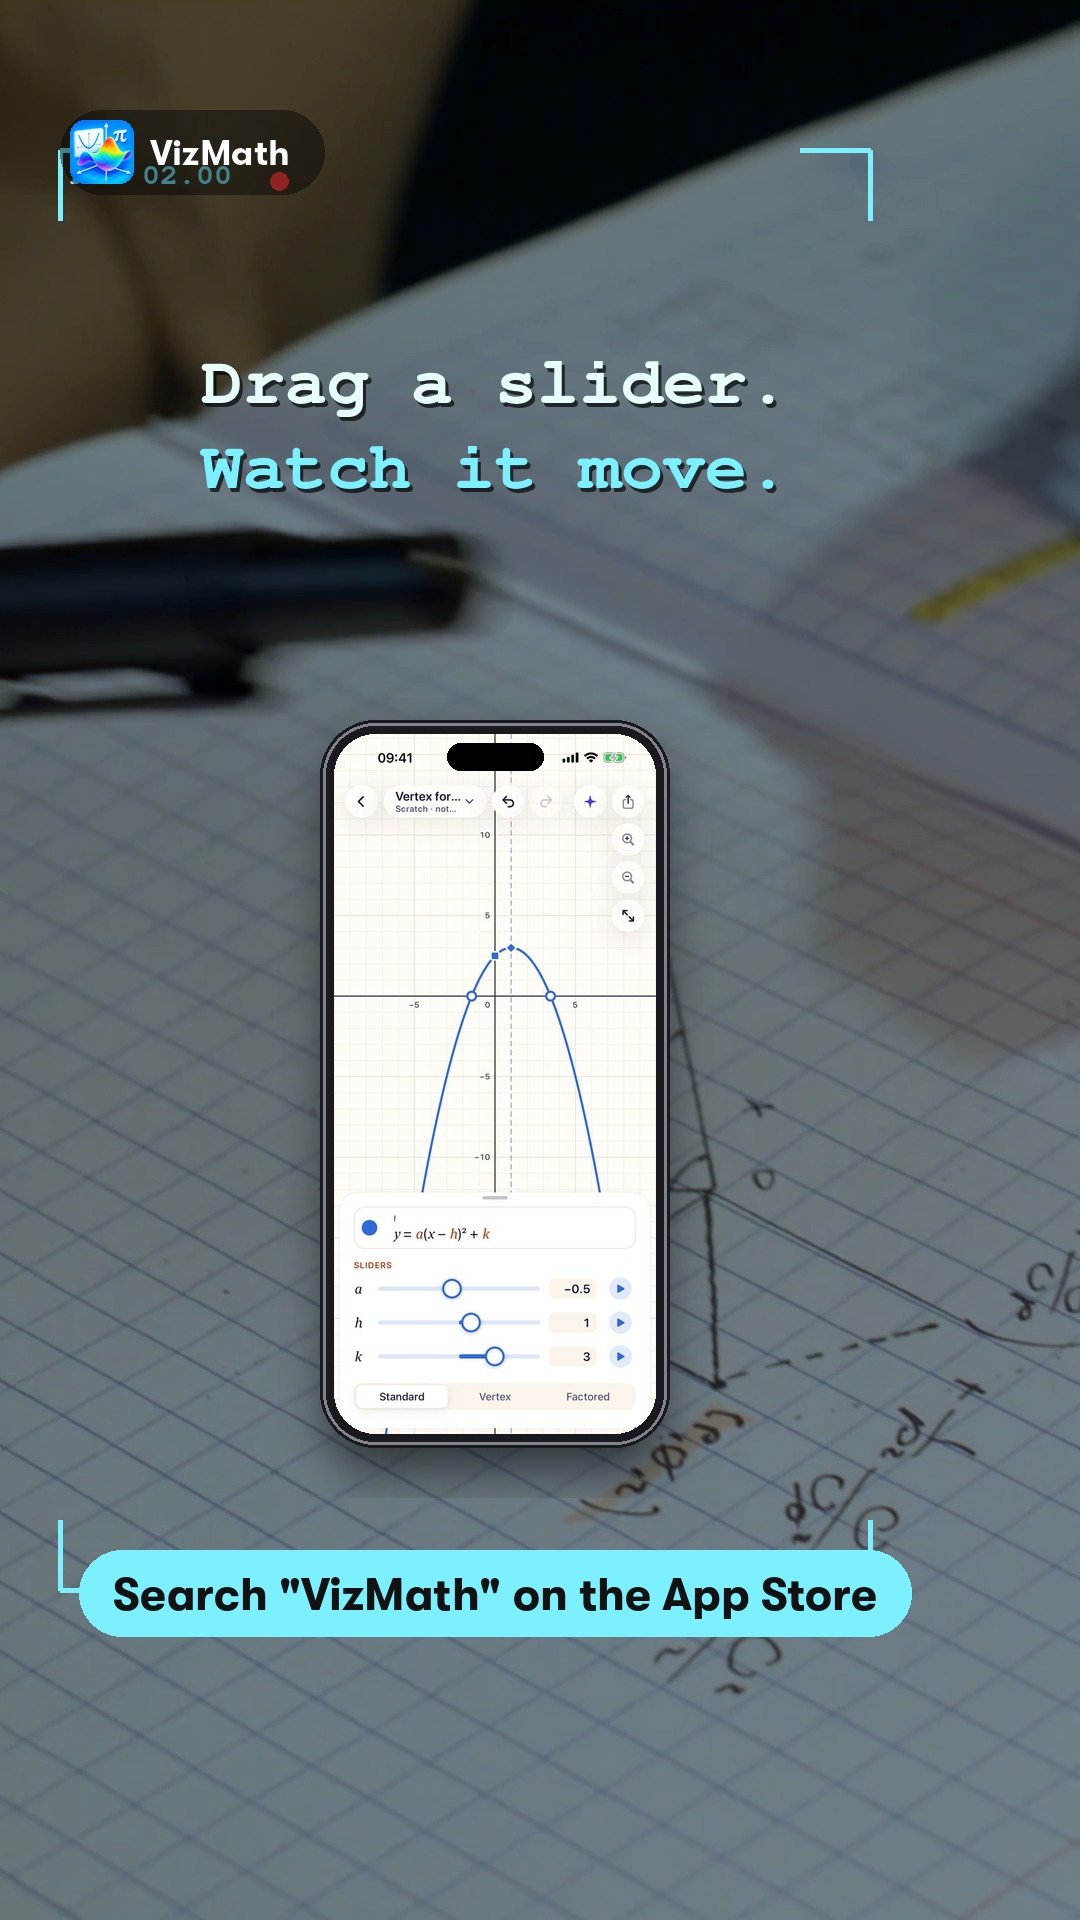 VizMath
02.00
Drag a slider.
Watch it move.
09:41
Vertex for...
Scratch · not...
10
5
-5
0
5
-5
-10
f
y = a(x – h)² + k
SLIDERS
a
−0.5
h
1
k
3
Standard
Vertex
Factored
Search "VizMath" on the App Store